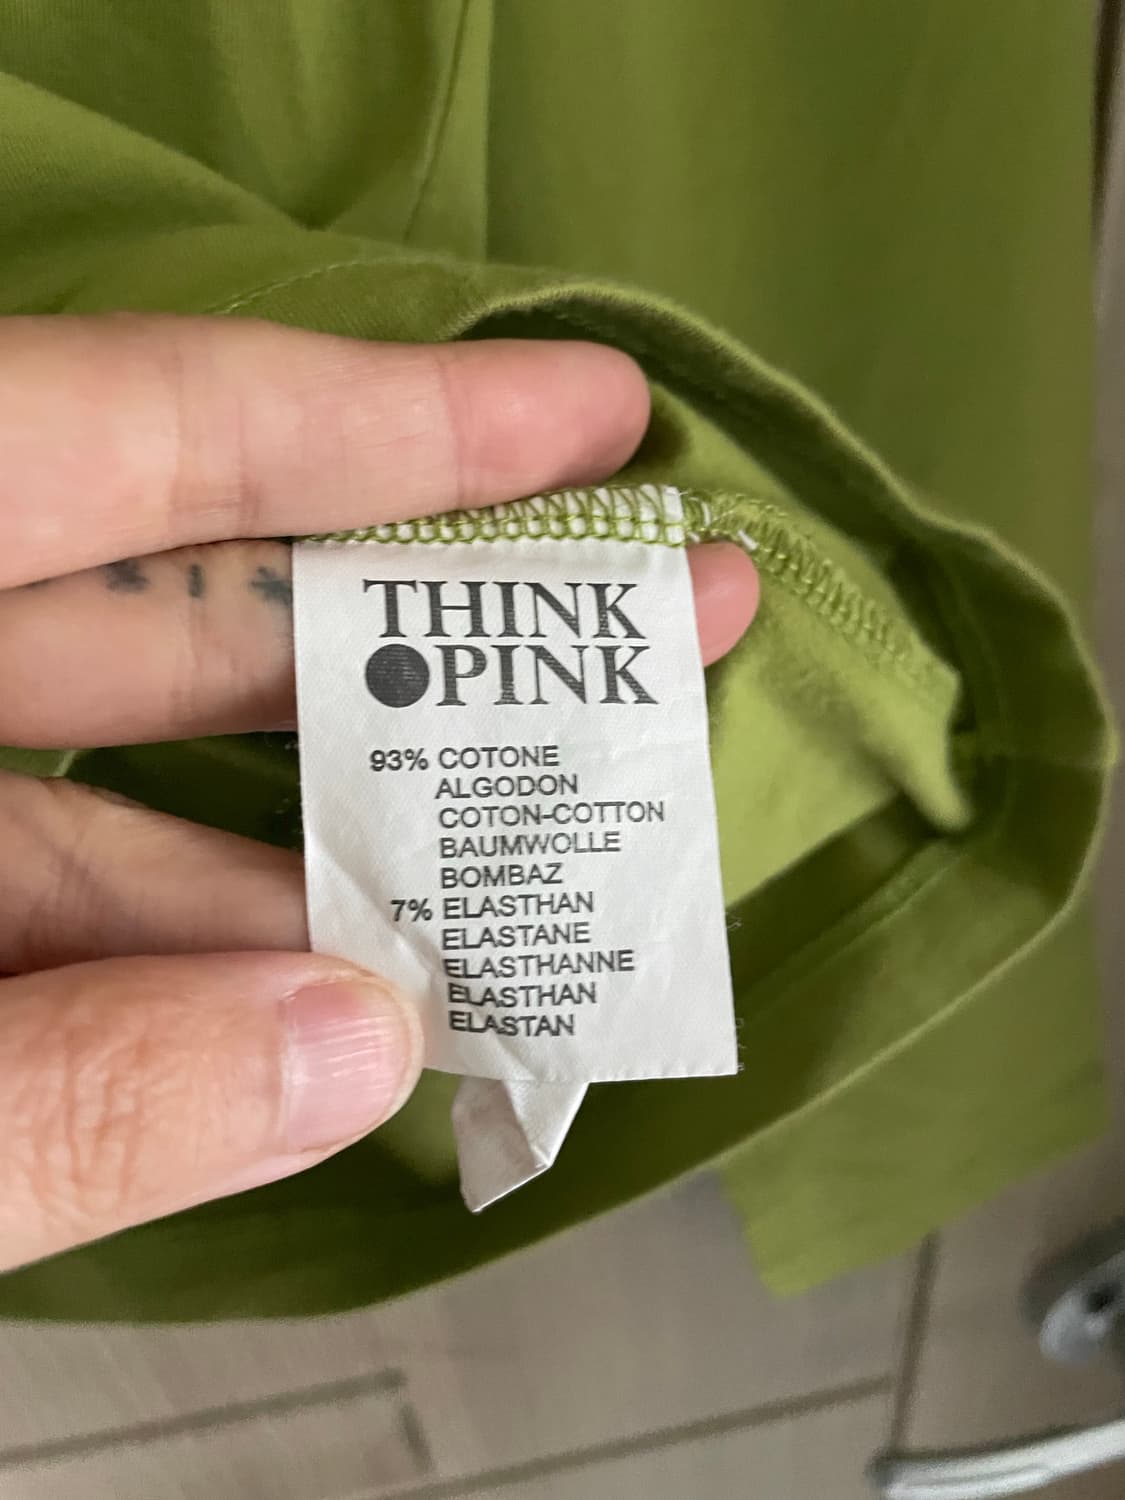 THINK
PINK
93% COTONE
ALGODON
COTON-COTTON
BAUMWOLLE
BOMBAZ
7% ELASTHAN
ELASTANE
ELASTHANNE
ELASTHAN
ELASTAN